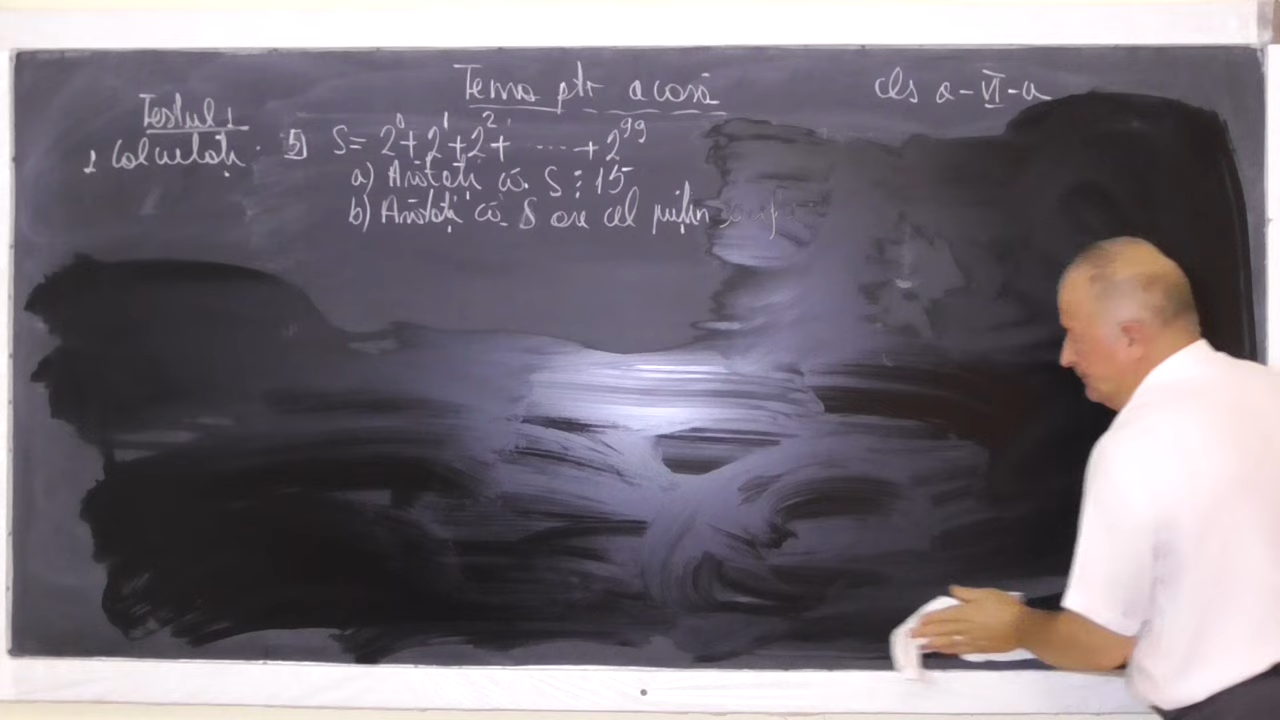 Tema ptr acasă
cls a-VI-a
Testul 1
1 Calculați.
5) S= 2⁰+2¹+2²+ ....+2⁹⁹
a) Arătați că. S ⋮ 15
b) Arătați că S are cel puțin